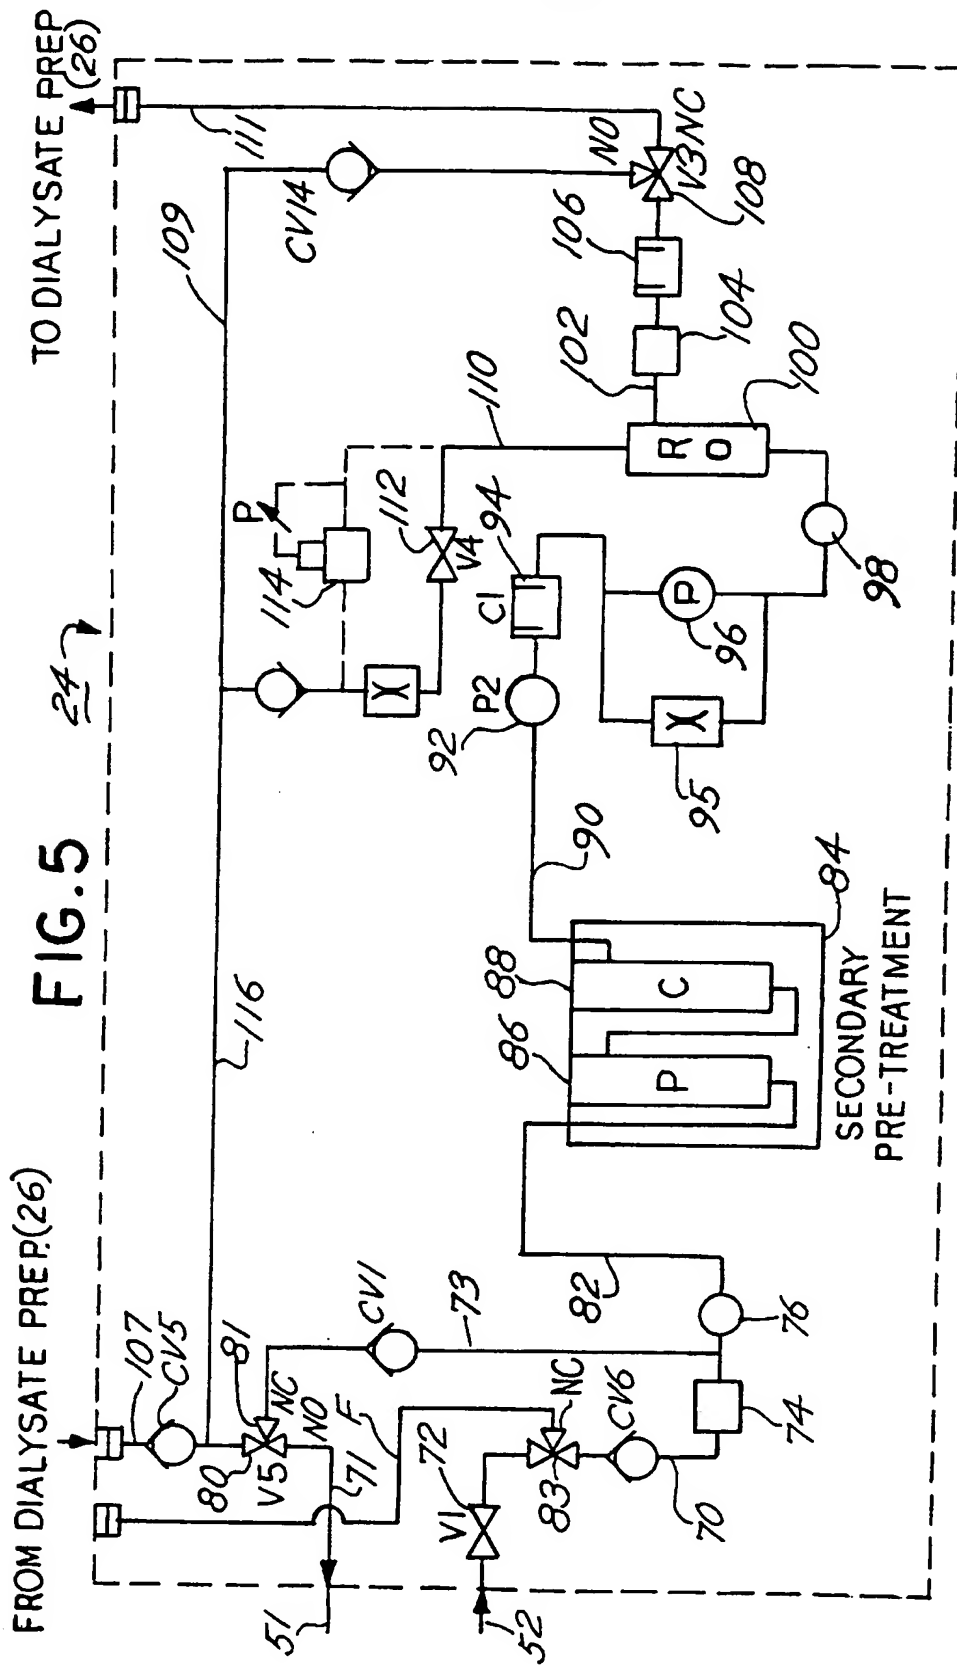 FIG.5
24
FROM DIALYSATE PREP.(26)
TO DIALYSATE PREP
(26)
107
CV5
116
109
111
81
80
V5
NC
NO
71
F
51
CV1
73
V1
72
52
83
NC
CV6
70
74
76
82
86
88
P
C
84
SECONDARY
PRE-TREATMENT
90
P2
92
C1
94
95
P
96
98
114
P
112
V4
110
R
O
100
102
104
106
CV14
NO
V3
NC
108